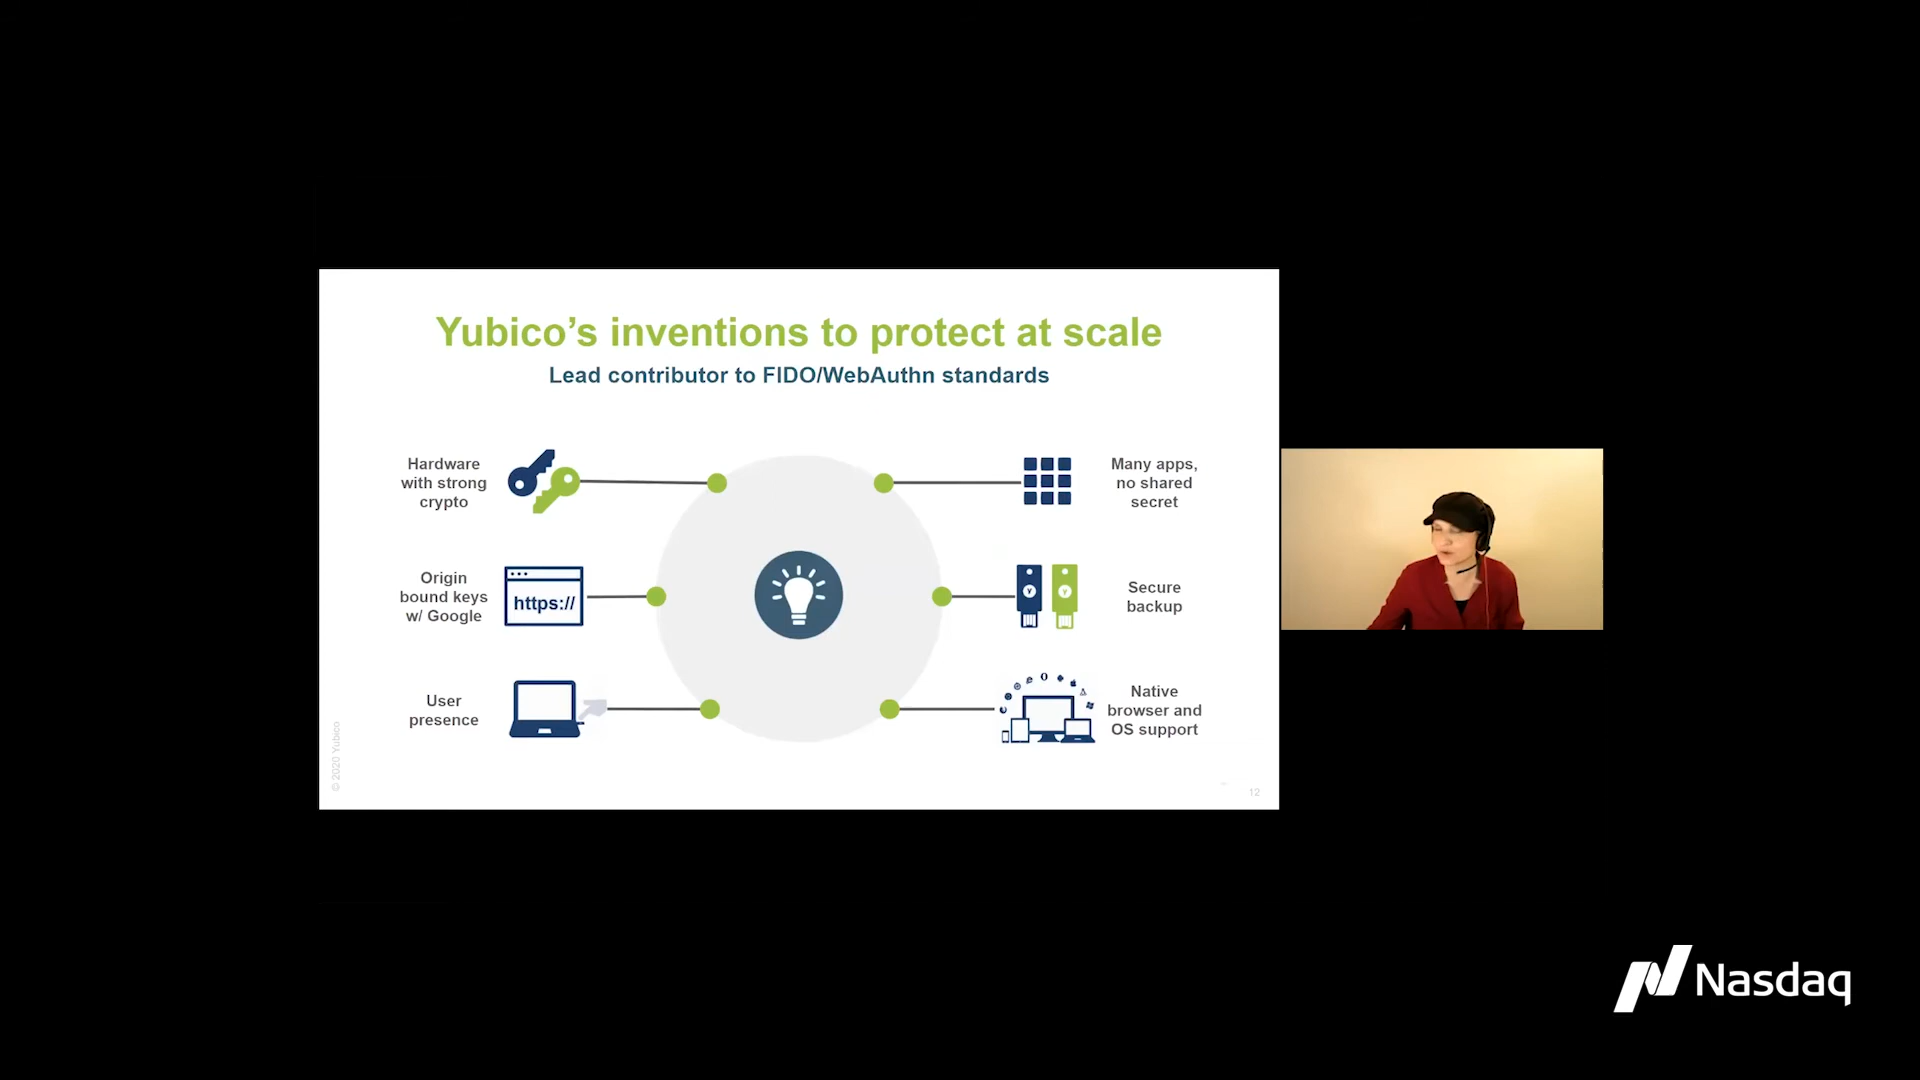 Yubico’s inventions to protect at scale
Lead contributor to FIDO/WebAuthn standards
Hardware
with strong
crypto
Origin
bound keys
w/ Google
https://
User
presence
Many apps,
no shared
secret
Secure
backup
Native
browser and
OS support
© 2020 Yubico
12
Nasdaq